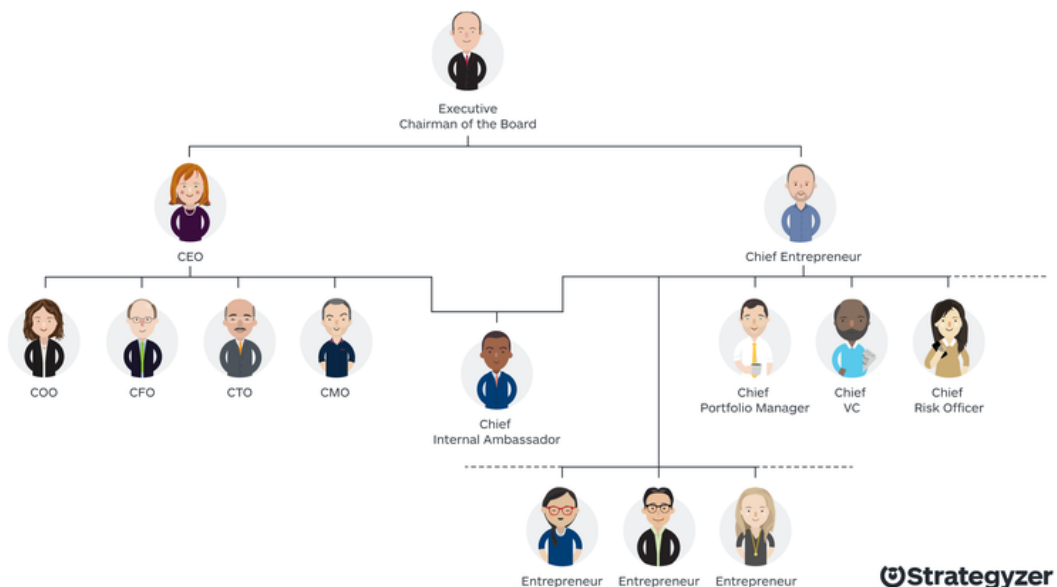 Executive
Chairman of the Board
CEO
Chief Entrepreneur
COO
CFO
CTO
CMO
Chief
Internal Ambassador
Chief
Portfolio Manager
Chief
VC
Chief
Risk Officer
Entrepreneur
Entrepreneur
Entrepreneur
Strategyzer